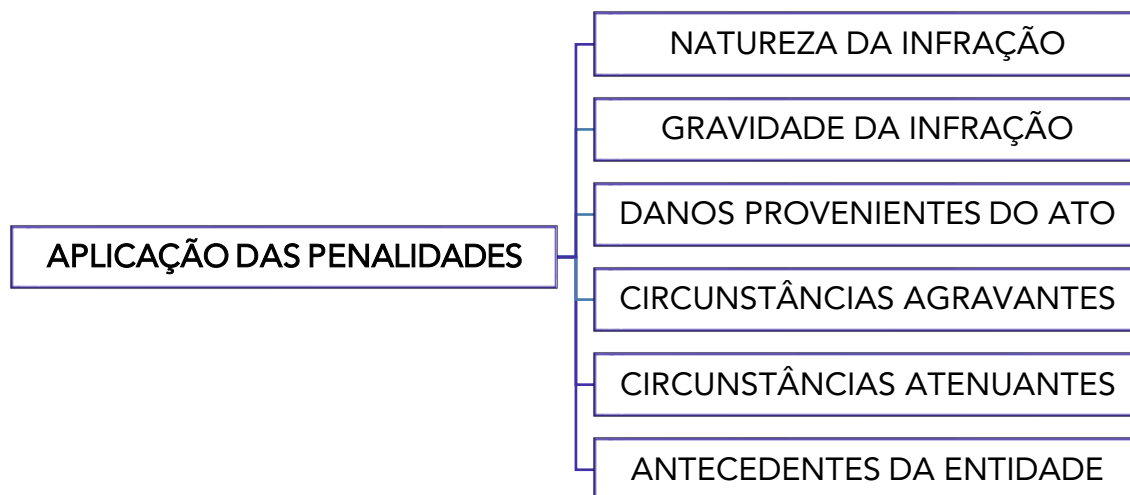 NATUREZA DA INFRAÇÃO
GRAVIDADE DA INFRAÇÃO
DANOS PROVENIENTES DO ATO
APLICAÇÃO DAS PENALIDADES
CIRCUNSTÂNCIAS AGRAVANTES
CIRCUNSTÂNCIAS ATENUANTES
ANTECEDENTES DA ENTIDADE